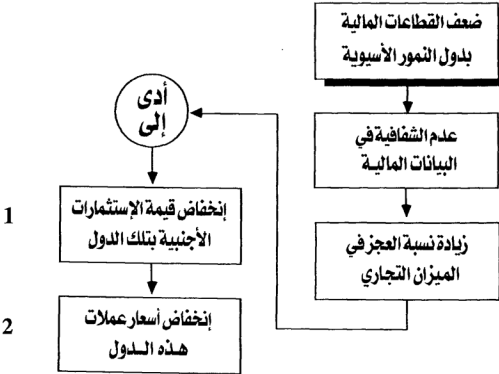 ضعف القطاعات المالية
بدول النمور الأسيوية
عدم الشفافية في
البيانات المالية
زيادة نسبة العجز في
الميزان التجاري
أدى
إلى
1
إنخفاض قيمة الإستثمارات
الأجنبية بتلك الدول
2
إنخفاض أسعار عملات
هذه الدول